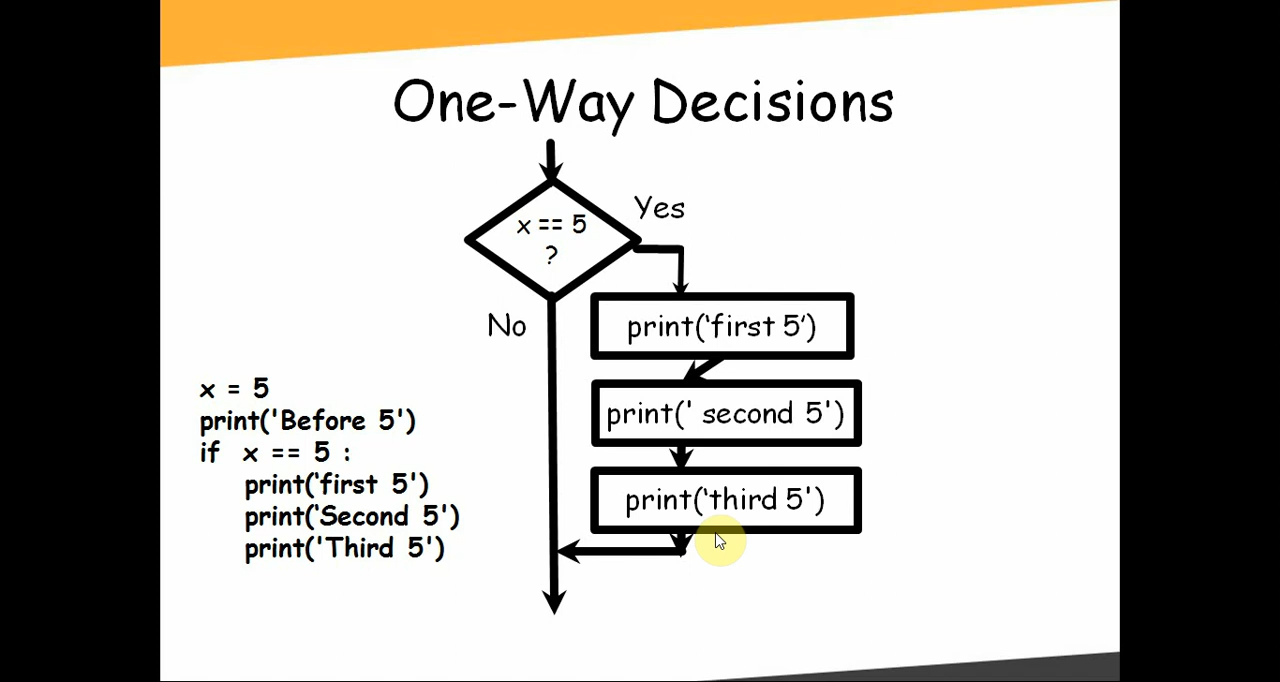 One-Way Decisions
x == 5
?
Yes
No
print(‘first 5’)
print(' second 5')
print(‘third 5')
x = 5
print('Before 5')
if x == 5 :
print(‘first 5')
print(‘Second 5')
print('Third 5')